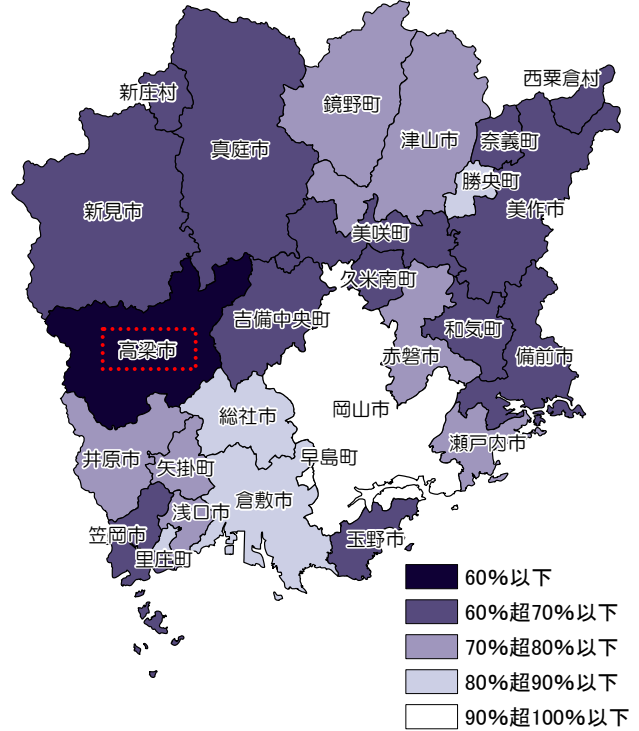 西粟倉村
新庄村
鏡野町
津山市
奈義町
真庭市
勝央町
新見市
美作市
美咲町
久米南町
吉備中央町
和気町
高梁市
赤磐市
備前市
岡山市
総社市
瀬戸内市
井原市
矢掛町
早島町
倉敷市
浅口市
笠岡市
玉野市
里庄町
60%以下
60%超70%以下
70%超80%以下
80%超90%以下
90%超100%以下